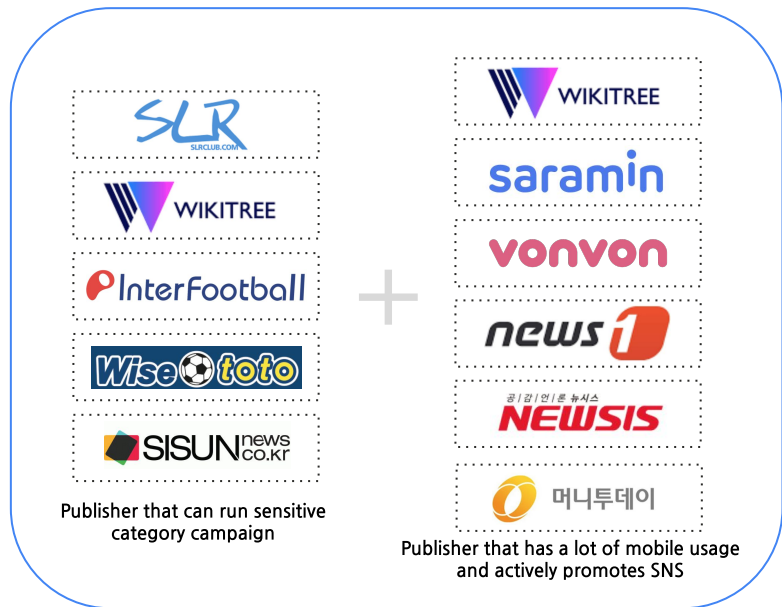 SLR
SLRCLUB.COM
WIKITREE
InterFootball
Wise toto
SISUN news
co.kr
Publisher that can run sensitive
category campaign
+
WIKITREE
saramin
vonvon
news1
공|감|언|론 뉴시스
NEWSIS
머니투데이
Publisher that has a lot of mobile usage
and actively promotes SNS